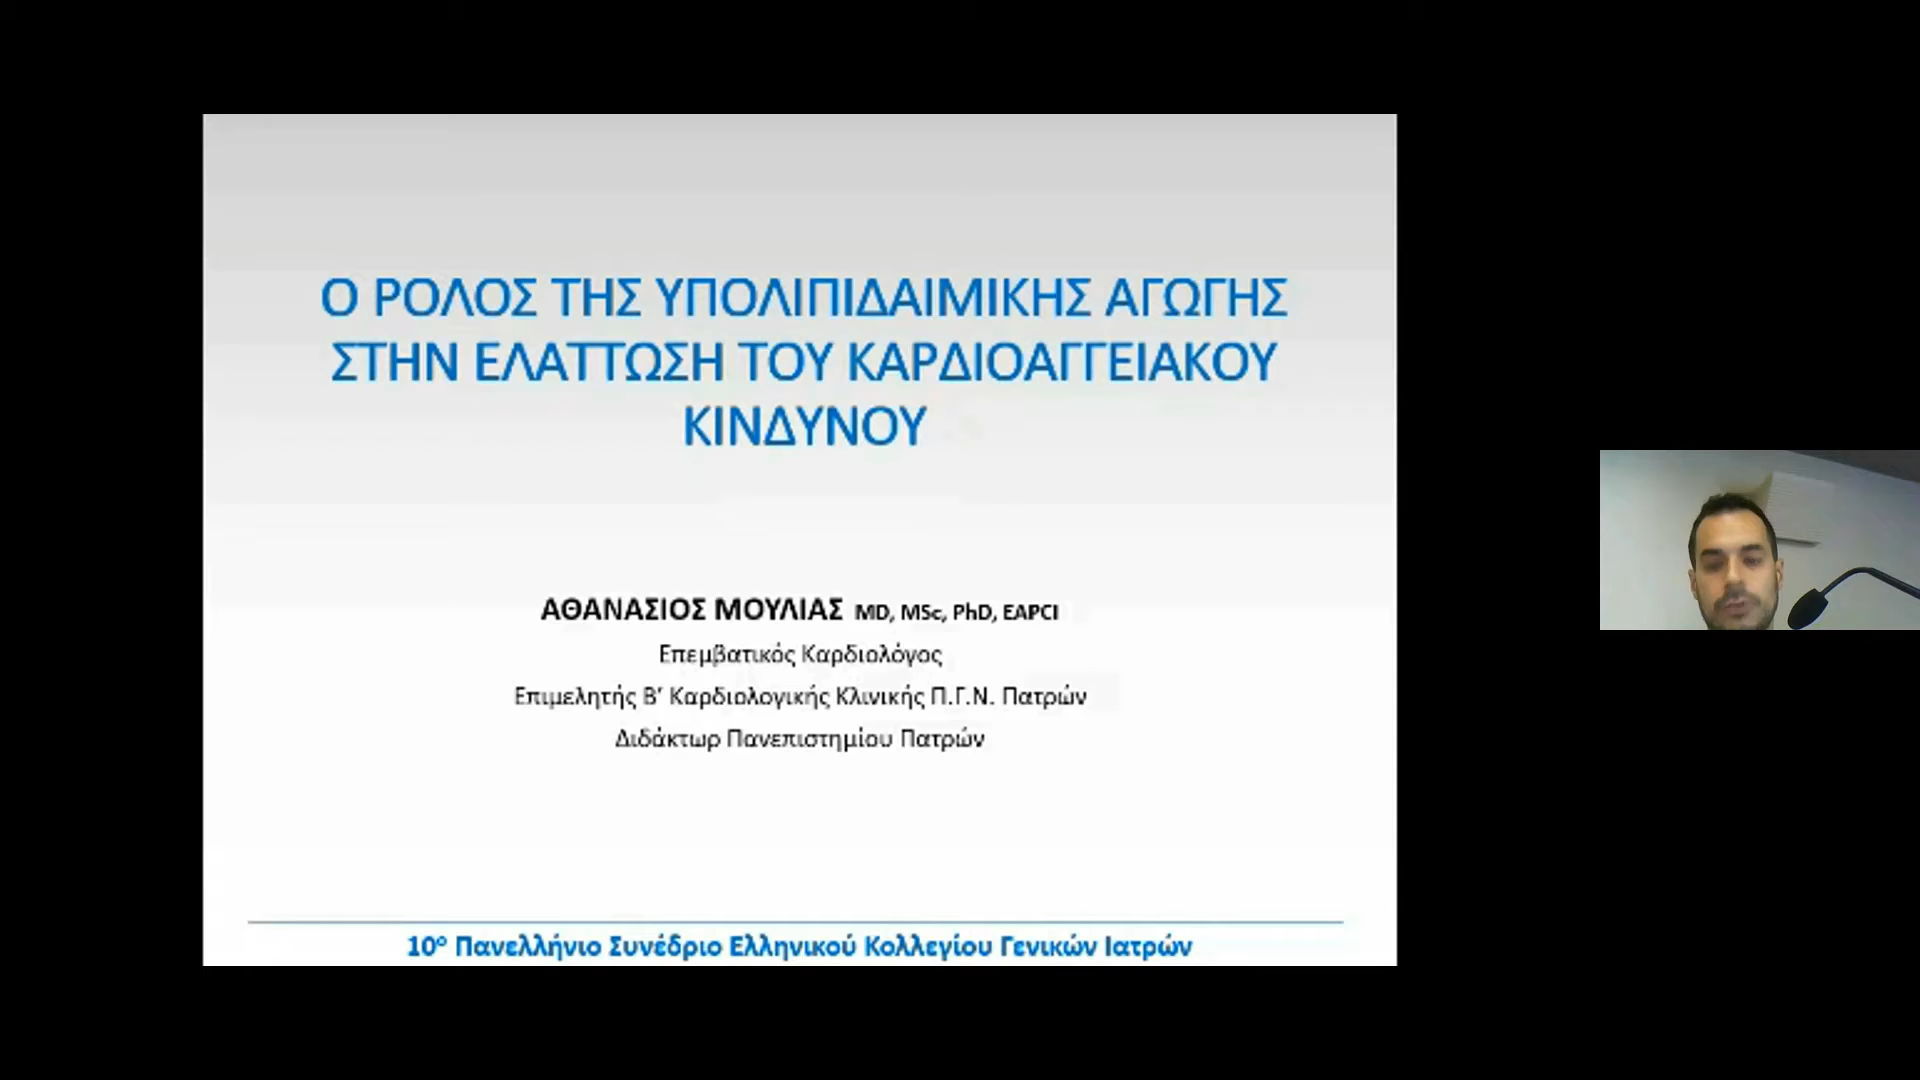 Ο ΡΟΛΟΣ ΤΗΣ ΥΠΟΛΙΠΙΔΑΙΜΙΚΗΣ ΑΓΩΓΗΣ
ΣΤΗΝ ΕΛΑΤΤΩΣΗ ΤΟΥ ΚΑΡΔΙΟΑΓΓΕΙΑΚΟΥ
ΚΙΝΔΥΝΟΥ
ΑΘΑΝΑΣΙΟΣ ΜΟΥΛΙΑΣ MD, MSc, PhD, EAPCI
Επεμβατικός Καρδιολόγος
Επιμελητής Β’ Καρδιολογικής Κλινικής Π.Γ.Ν. Πατρών
Διδάκτωρ Πανεπιστημίου Πατρών
10ο Πανελλήνιο Συνέδριο Ελληνικού Κολλεγίου Γενικών Ιατρών